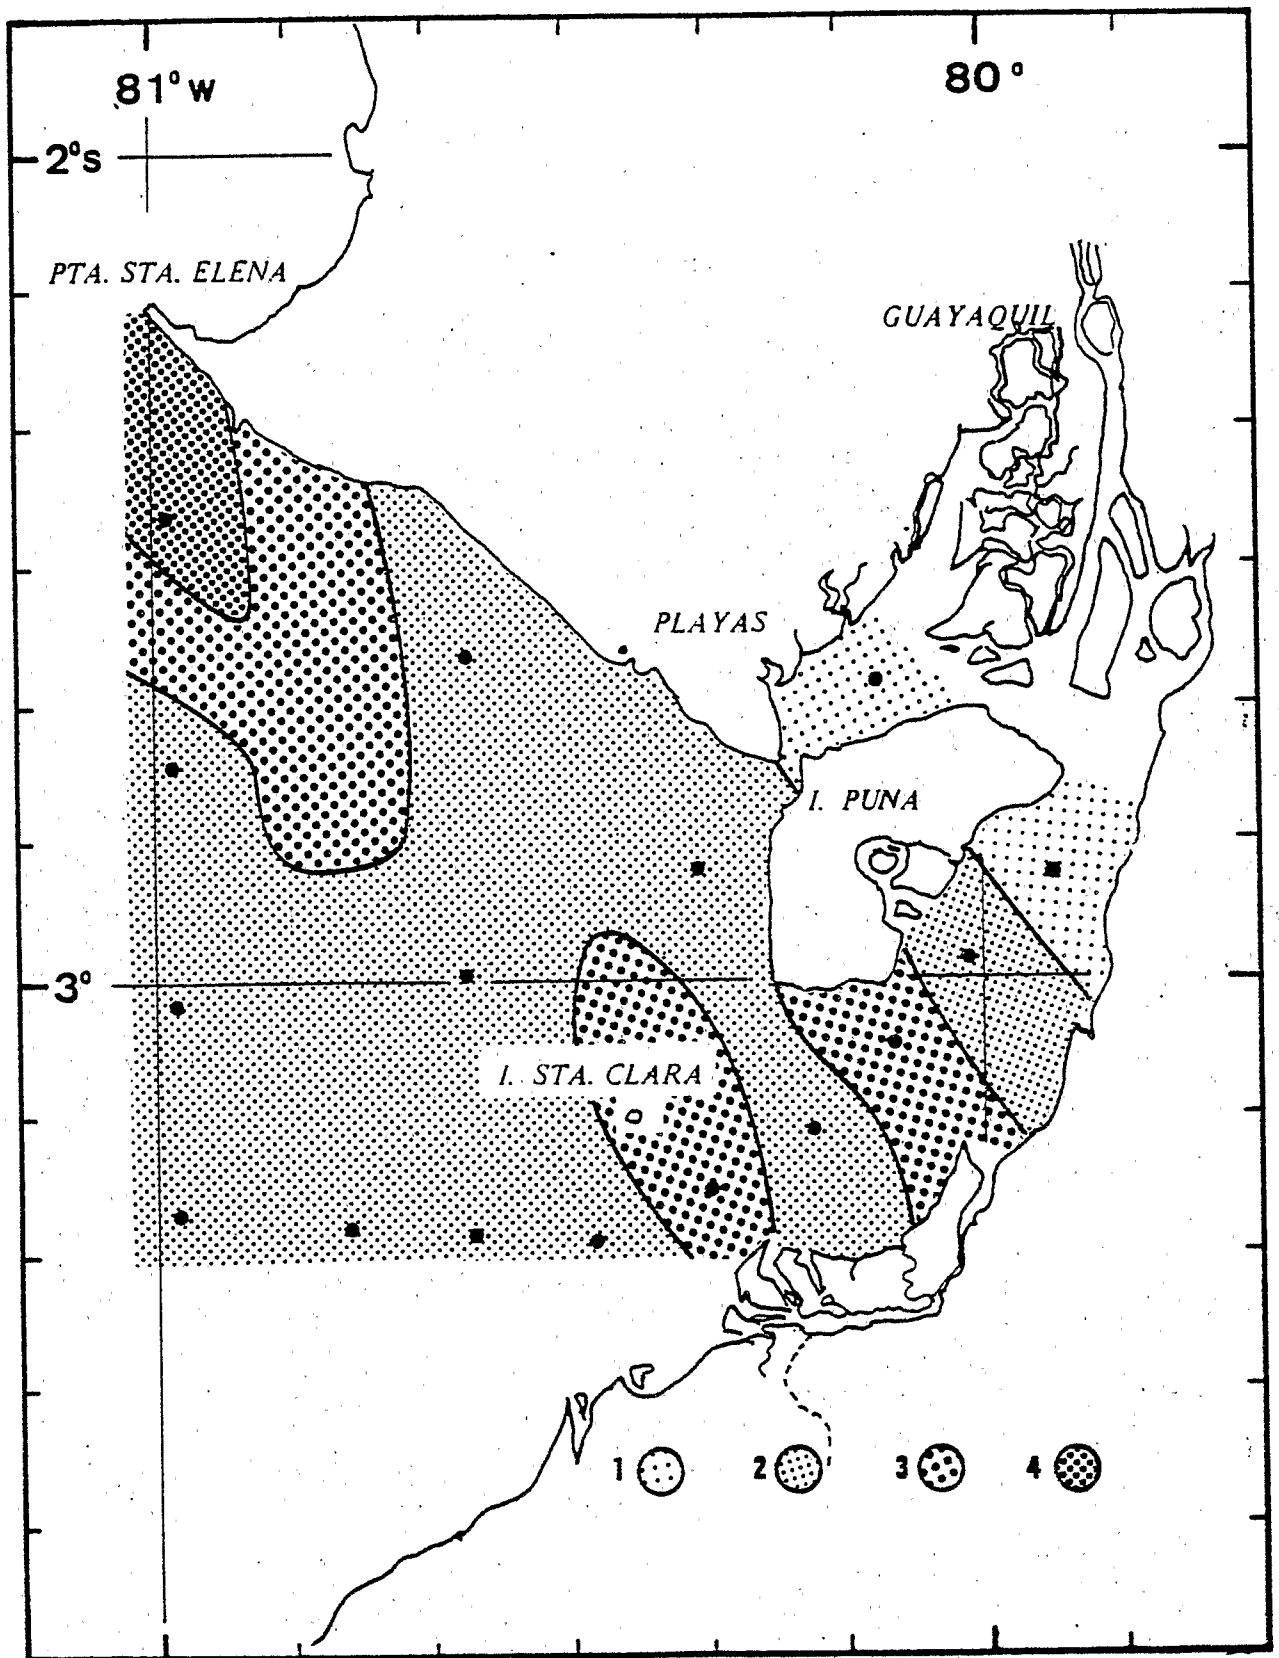 81° W 80°
2°S
PTA. STA. ELENA
GUAYAQUIL
PLAYAS
I. PUNA
3°
I. STA. CLARA
1 2 3 4